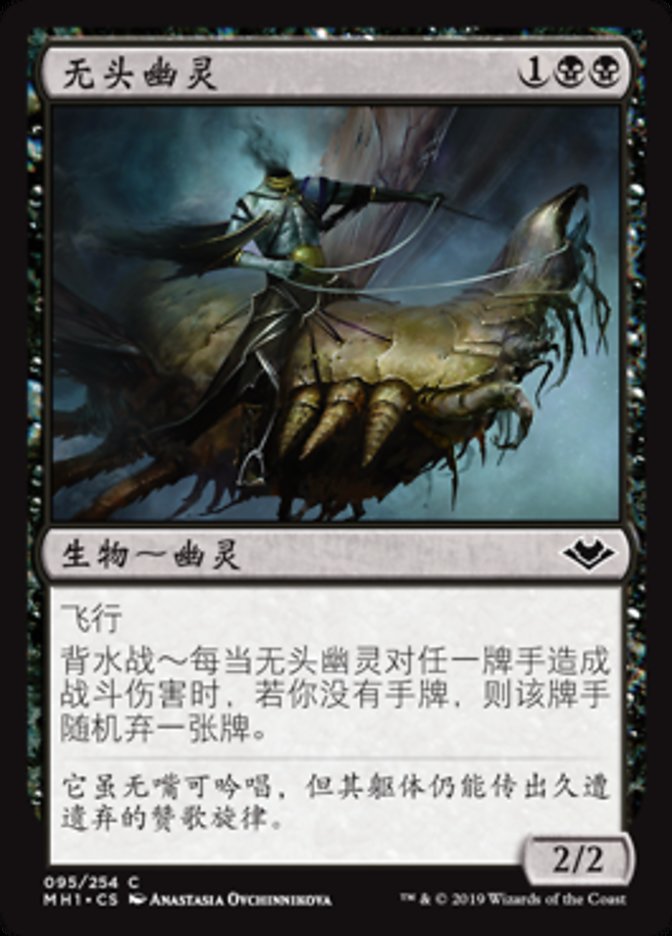 无头幽灵 1
生物～幽灵
飞行
背水战～每当无头幽灵对任一牌手造成
战斗伤害时，若你没有手牌，则该牌手
随机弃一张牌。
它虽无嘴可吟唱，但其躯体仍能传出久遭
遗弃的赞歌旋律。
2/2
095/254 C
MH1•CS ANASTASIA OVCHINNIKOVA
™ & © 2019 Wizards of the Coast